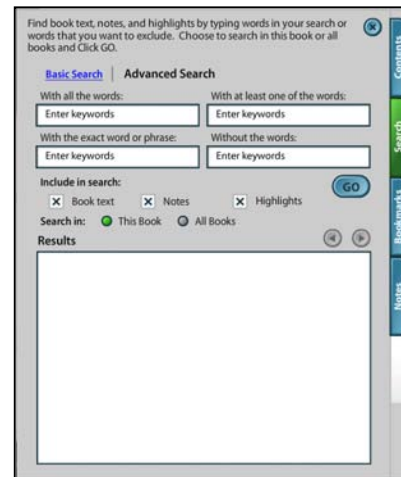 Find book text, notes, and highlights by typing words in your search or
words that you want to exclude. Choose to search in this book or all
books and Click GO.
Basic Search | Advanced Search
With all the words: With at least one of the words:
Enter keywords Enter keywords
With the exact word or phrase: Without the words:
Enter keywords Enter keywords
Include in search:
GO
Book text Notes Highlights
Search in: This Book All Books
Results
Contents
Search
Bookmarks
Notes